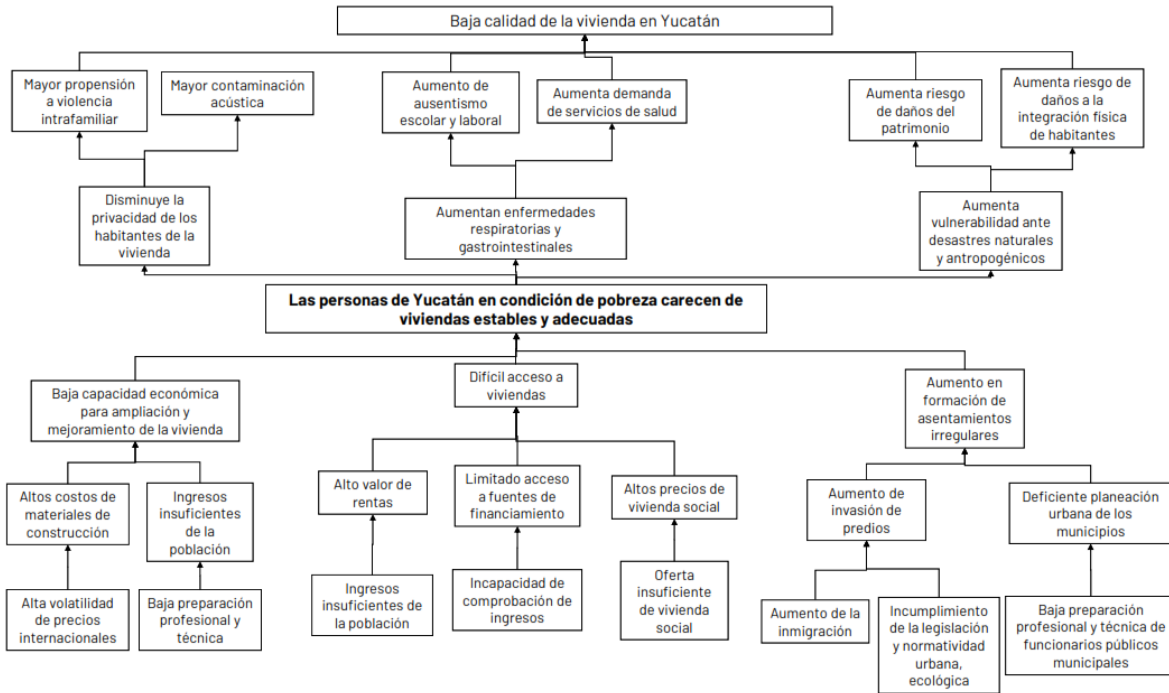 Baja calidad de la vivienda en Yucatán
Mayor propensión
a violencia
intrafamiliar
Mayor contaminación
acústica
Aumento de
ausentismo
escolar y laboral
Aumenta demanda
de servicios de salud
Aumenta riesgo
de daños del
patrimonio
Aumenta riesgo de
daños a la
integración física
de habitantes
Disminuye la
privacidad de los
habitantes de la
vivienda
Aumentan enfermedades
respiratorias y
gastrointestinales
Aumenta
vulnerabilidad ante
desastres naturales
y antropogénicos
Las personas de Yucatán en condición de pobreza carecen de
viviendas estables y adecuadas
Baja capacidad económica
para ampliación y
mejoramiento de la vivienda
Difícil acceso a
viviendas
Aumento en
formación de
asentamientos
irregulares
Altos costos de
materiales de
construcción
Ingresos
insuficientes
de la
población
Alto valor de
rentas
Limitado acceso
a fuentes de
financiamiento
Altos precios de
vivienda social
Aumento de
invasión de
predios
Deficiente planeación
urbana de los
municipios
Alta volatilidad
de precios
internacionales
Baja preparación
profesional y
técnica
Ingresos
insuficientes de
la población
Incapacidad de
comprobación de
ingresos
Oferta
insuficiente
de vivienda
social
Aumento de la
inmigración
Incumplimiento
de la legislación
y normatividad
urbana,
ecológica
Baja preparación
profesional y técnica de
funcionarios públicos
municipales